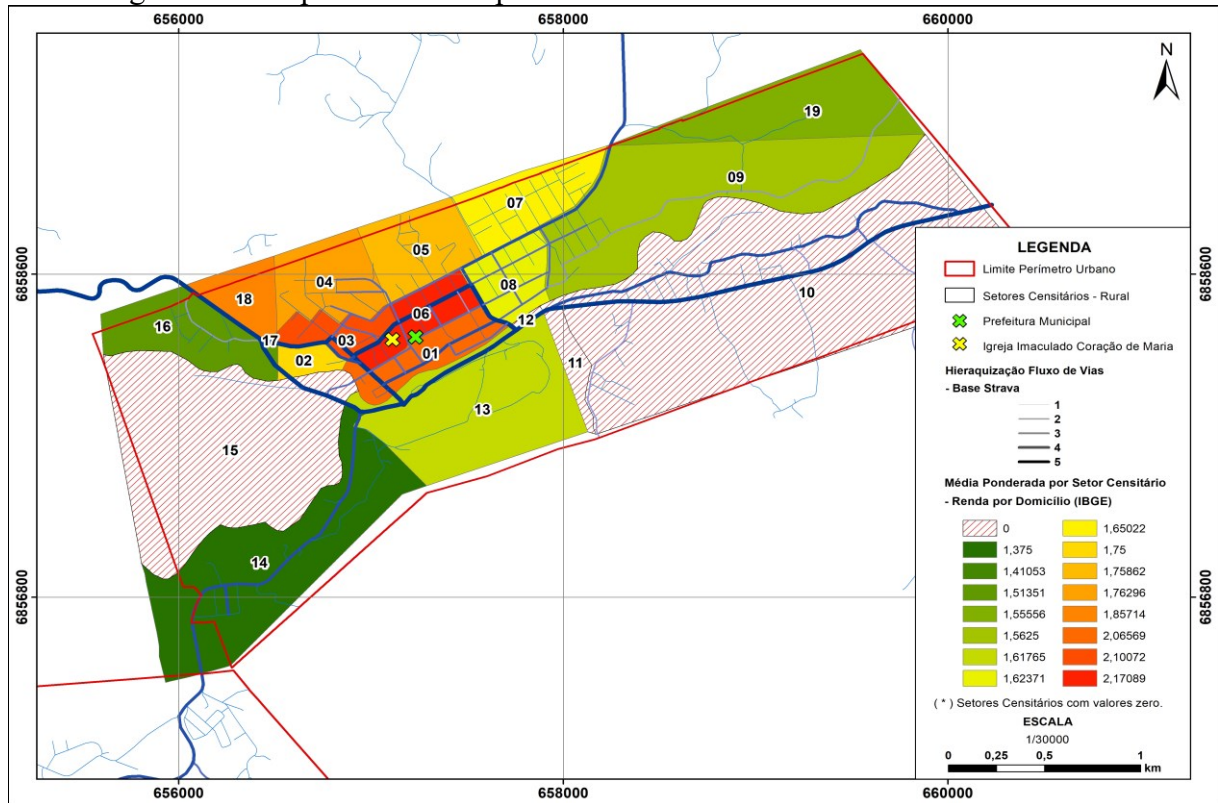 656000 658000 660000
N
19
09
07
05
6858600 6858600
04
18
08
10
06
16
12
17
03
01
02
11
13
15
14
6856800 6856800
656000 658000 660000
LEGENDA
Limite Perímetro Urbano
Setores Censitários - Rural
Prefeitura Municipal
Igreja Imaculado Coração de Maria
Hieraquização Fluxo de Vias
- Base Strava
1
2
3
4
5
Média Ponderada por Setor Censitário
- Renda por Domicílio (IBGE)
0 1,65022
1,375 1,75
1,41053 1,75862
1,51351 1,76296
1,55556 1,85714
1,5625 2,06569
1,61765 2,10072
1,62371 2,17089
( * ) Setores Censitários com valores zero.
ESCALA
1/30000
0 0,25 0,5 1
km